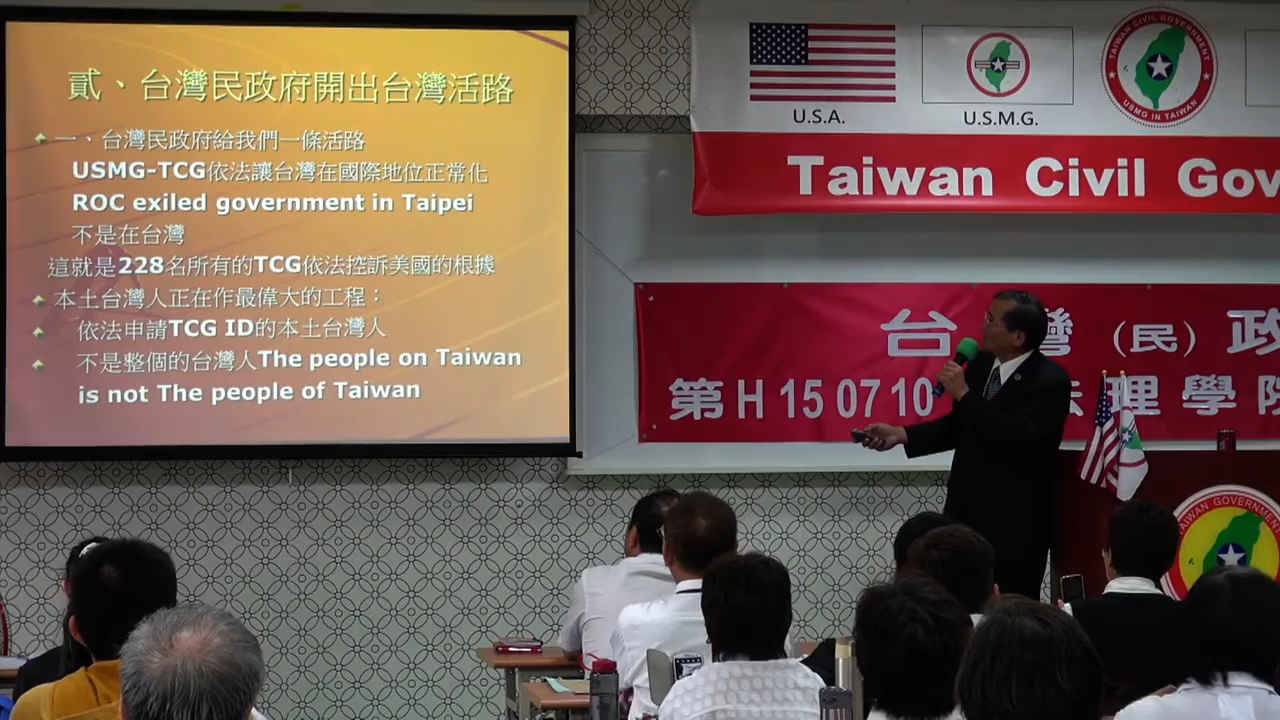 貳、台灣民政府開出台灣活路
一、台灣民政府給我們一條活路
USMG-TCG依法讓台灣在國際地位正常化
ROC exiled government in Taipei
不是在台灣
這就是228名所有的TCG依法控訴美國的根據
本土台灣人正在作最偉大的工程：
依法申請TCG ID的本土台灣人
不是整個的台灣人The people on Taiwan
is not The people of Taiwan
U.S.A.
U.S.M.G.
TAIWAN CIVIL GOVERNMENT
USMG IN TAIWAN
Taiwan Civil Gov
台灣（民）政
第H 15 07 10 法理學院
TAIWAN GOVERNMENT